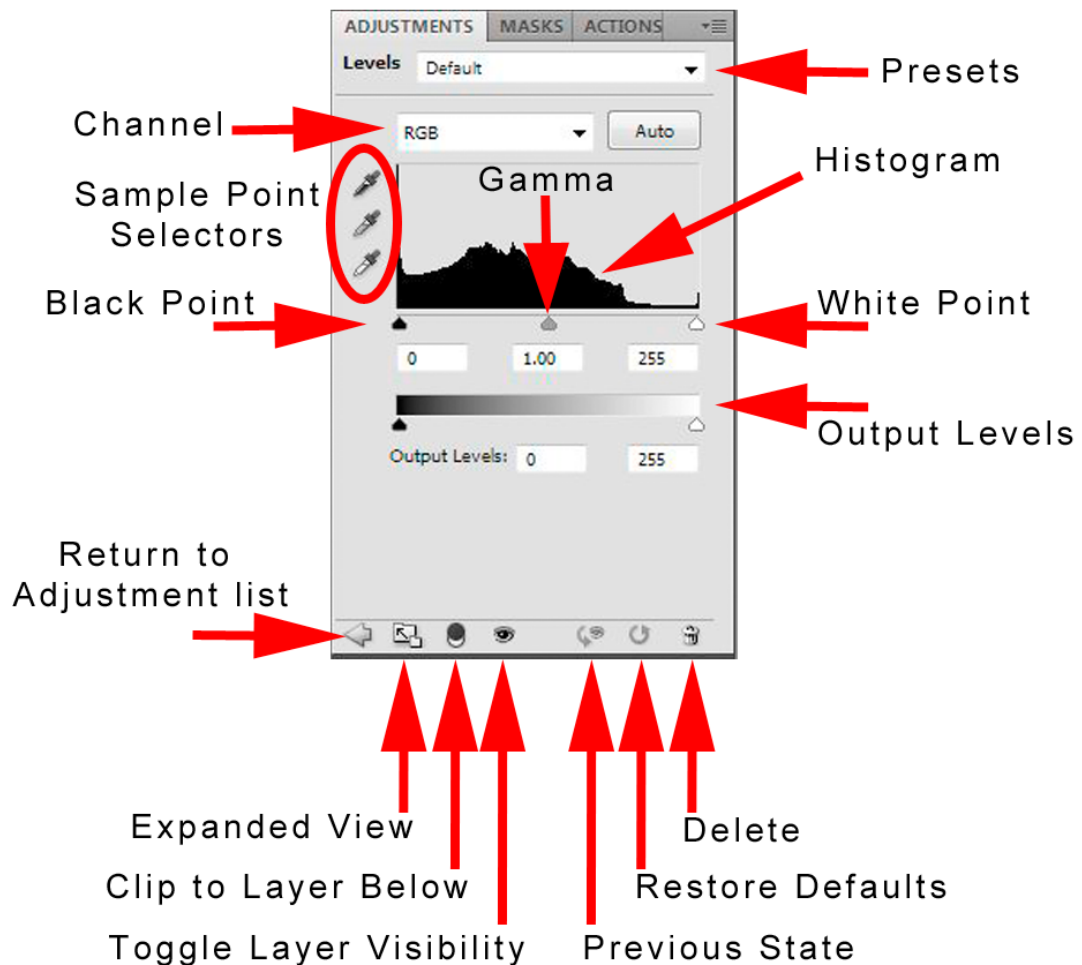 ADJUSTMENTS MASKS ACTIONS
Levels Default
Presets
Channel
RGB Auto
Histogram
Gamma
Sample Point
Selectors
Black Point
White Point
0 1.00 255
Output Levels
Output Levels: 0 255
Return to
Adjustment list
Expanded View
Delete
Clip to Layer Below
Restore Defaults
Toggle Layer Visibility
Previous State